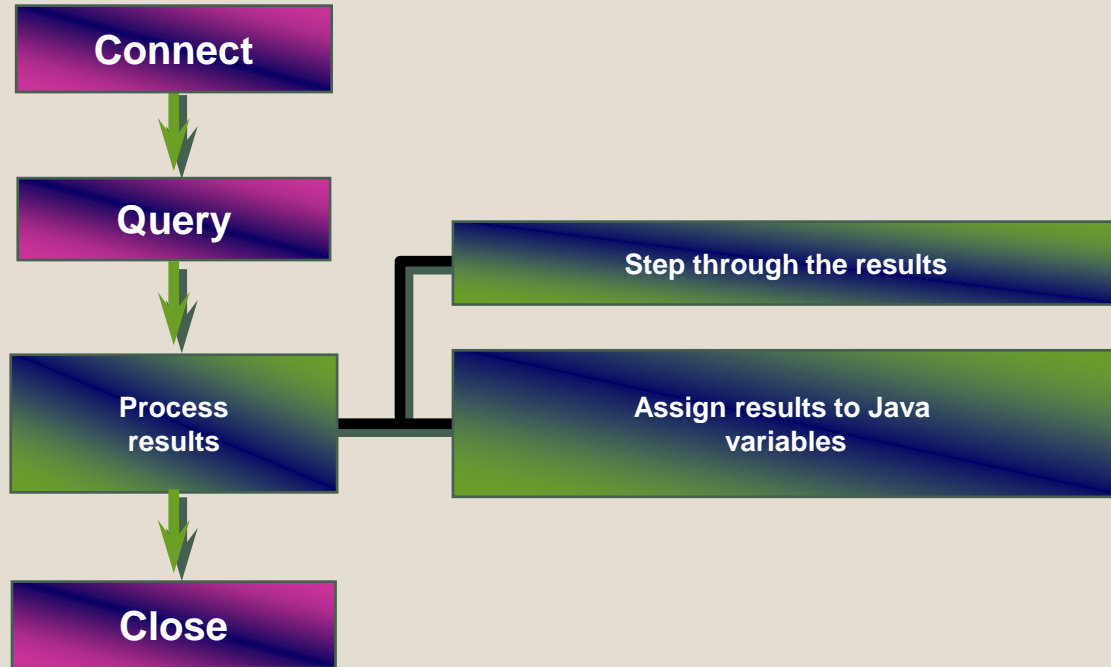 Connect
Query
Step through the results
Process
results
Assign results to Java
variables
Close